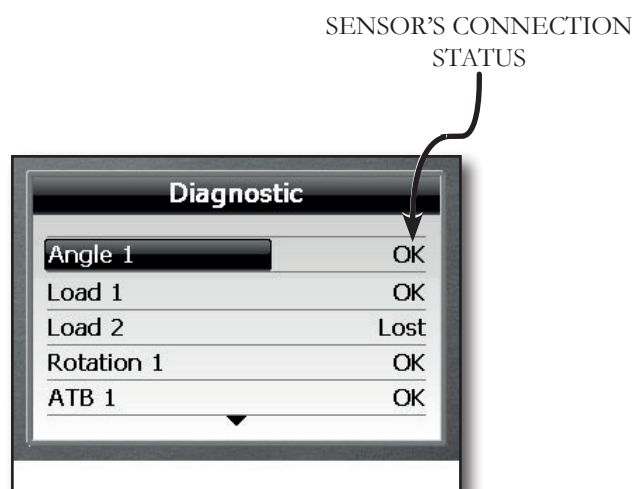 SENSOR'S CONNECTION
STATUS
Diagnostic
Angle 1 OK
Load 1 OK
Load 2 Lost
Rotation 1 OK
ATB 1 OK